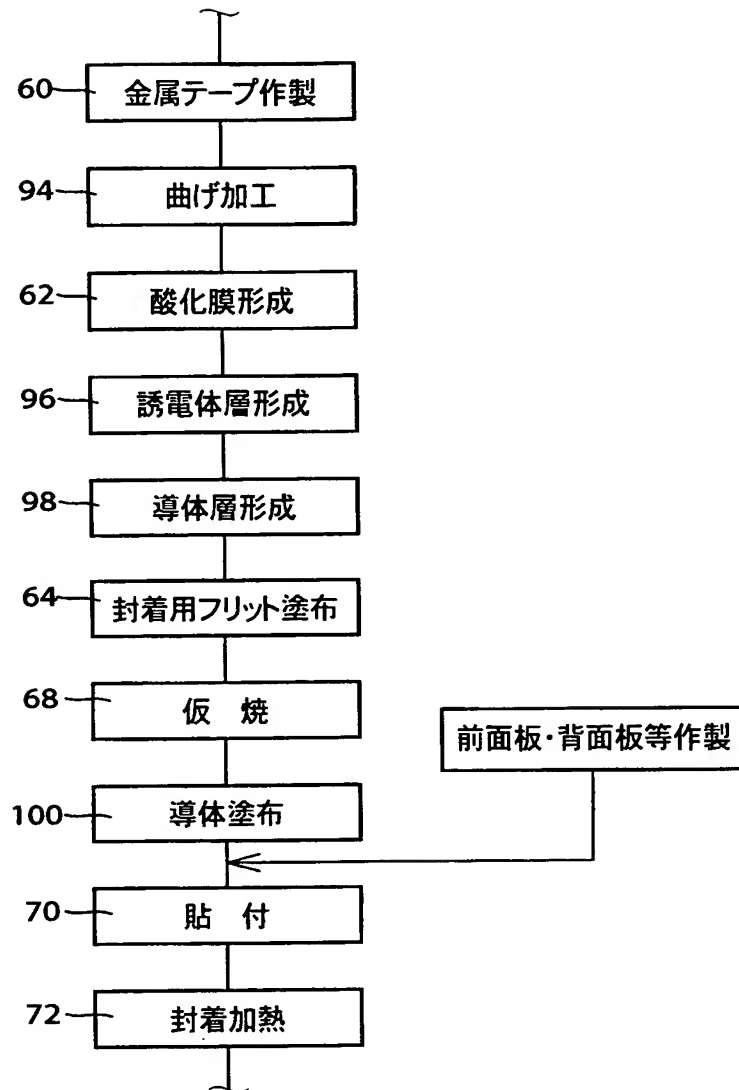 60 金属テープ作製
94 曲げ加工
62 酸化膜形成
96 誘電体層形成
98 導体層形成
64 封着用フリット塗布
68 仮　焼
前面板・背面板等作製
100 導体塗布
70 貼　付
72 封着加熱